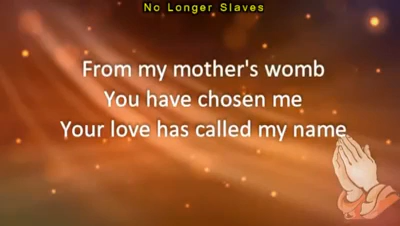 No Longer Slaves
From my mother's womb
You have chosen me
Your love has called my name